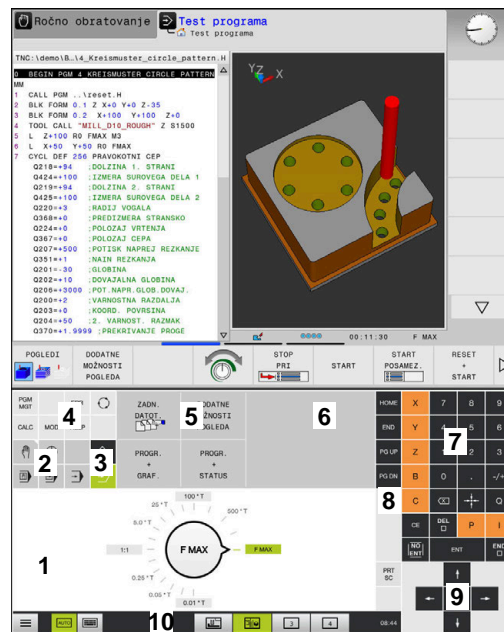 Ročno obratovanje
Test programa
Test programa
TNC:\demo\B…\4_Kreismuster_circle_pattern.H
0 BEGIN PGM 4_KREISMUSTER_CIRCLE_PATTERN
MM
1 CALL PGM ..\reset.H
2 BLK FORM 0.1 Z X+0 Y+0 Z-35
3 BLK FORM 0.2 X+100 Y+100 Z+0
4 TOOL CALL "MILL_D10_ROUGH" Z S1500
5 L Z+100 R0 FMAX M3
6 L X+50 Y+50 R0 FMAX
7 CYCL DEF 256 PRAVOKOTNI CEP
Q218=+94 ;DOLZINA 1. STRANI
Q424=+100 ;IZMERA SUROVEGA DELA 1
Q219=+94 ;DOLZINA 2. STRANI
Q425=+100 ;IZMERA SUROVEGA DELA 2
Q220=+3 ;RADIJ VOGALA
Q368=+0 ;PREDIZMERA STRANSKO
Q224=+0 ;POLOZAJ VRTENJA
Q367=+0 ;POLOZAJ CEPA
Q207=+500 ;POTISK NAPREJ REZKANJE
Q351=+1 ;NAIN REZKANJA
Q201=-30 ;GLOBINA
Q202=+10 ;DOVAJALNA GLOBINA
Q206=+3000 ;POT.NAPR.GLOB.DOVAJ.
Q200=+2 ;VARNOSTNA RAZDALJA
Q203=+0 ;KOORD. POVRSINA
Q204=+50 ;2. VARNOST. RAZMAK
Q370=+1.9999 ;PREKRIVANJE PROGE
Y Z X
00:11:30 F MAX
POGLEDI
DODATNE
MOŽNOSTI
POGLEDA
STOP
PRI
START
START
POSAMEZ.
RESET
+
START
PGM
MGT
CALC
MOD
4
2
3
ZADN.
DATOT.
5
MOŽNOSTI
POGLEDA
PROGR.
+
GRAF.
PROGR.
+
STATUS
6
HOME X 7 8 9
END Y 5 6
PG UP Z 2 3
7
PG DN B 0 . -/+
8 C Q
CE DEL P I
NO
ENT
ENT
END
PRT
SC
9
1
100 °T
25 °T
500 °T
5.0 °T
1:1
F MAX
F MAX
0.25 °T
0.05 °T
0.01 °T
AUTO
10
3
4
08:44